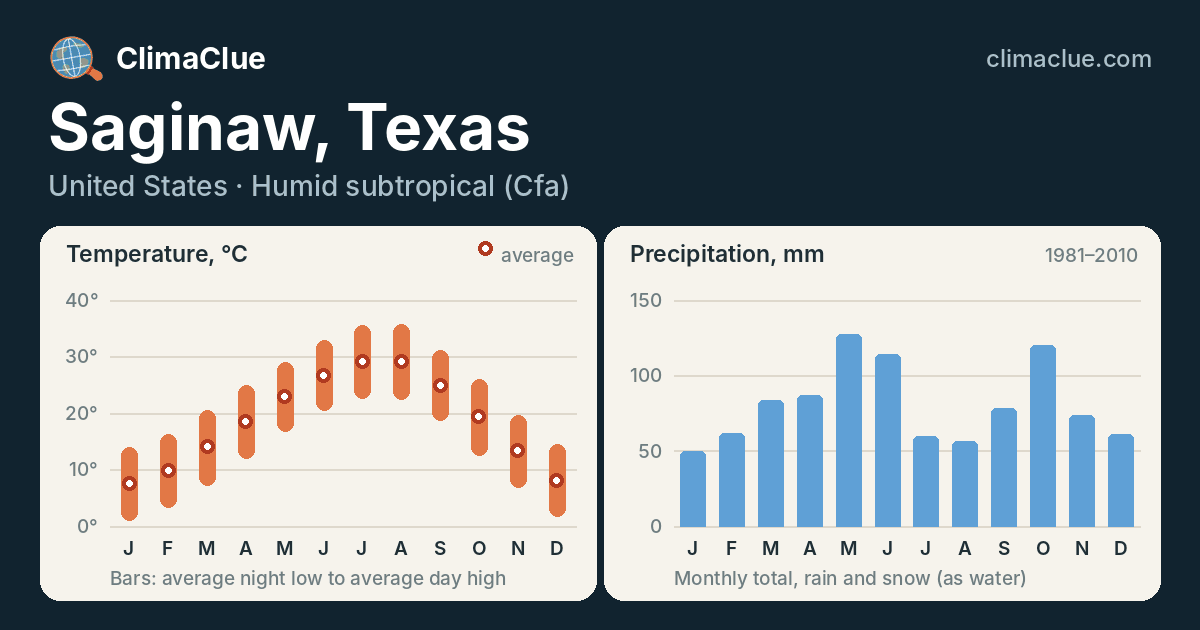 ClimaClue
climaclue.com
Saginaw, Texas
United States · Humid subtropical (Cfa)
Temperature, °C
average
40°
30°
20°
10°
0°
J F M A M J J A S O N D
Bars: average night low to average day high
Precipitation, mm
1981–2010
150
100
50
0
J F M A M J J A S O N D
Monthly total, rain and snow (as water)